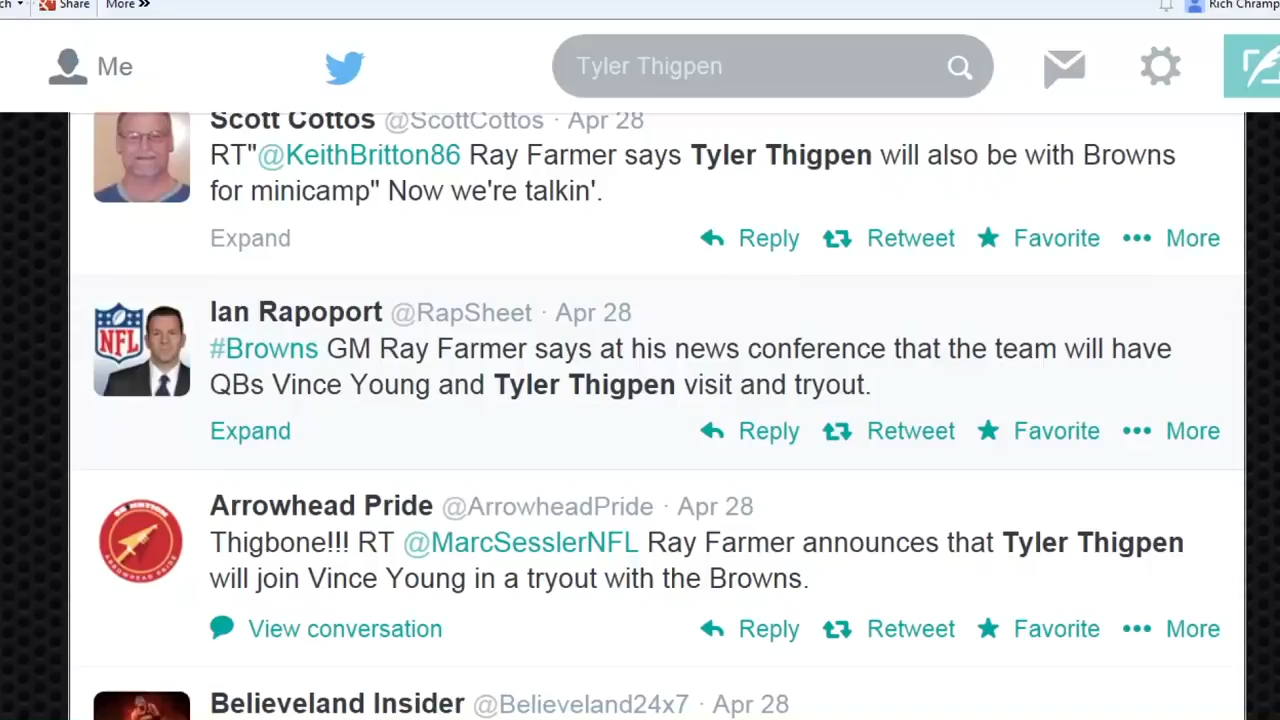 Share More
Rich Chramp
Me
Tyler Thigpen
Scott Cottos @ScottCottos · Apr 28
RT"@KeithBritton86 Ray Farmer says Tyler Thigpen will also be with Browns
for minicamp" Now we're talkin'.
Expand Reply Retweet Favorite More
Ian Rapoport @RapSheet · Apr 28
#Browns GM Ray Farmer says at his news conference that the team will have
QBs Vince Young and Tyler Thigpen visit and tryout.
Expand Reply Retweet Favorite More
NFL
Arrowhead Pride @ArrowheadPride · Apr 28
Thigbone!!! RT @MarcSesslerNFL Ray Farmer announces that Tyler Thigpen
will join Vince Young in a tryout with the Browns.
ARROWHEAD PRIDE
View conversation Reply Retweet Favorite More
Believeland Insider @Believeland24x7 · Apr 28